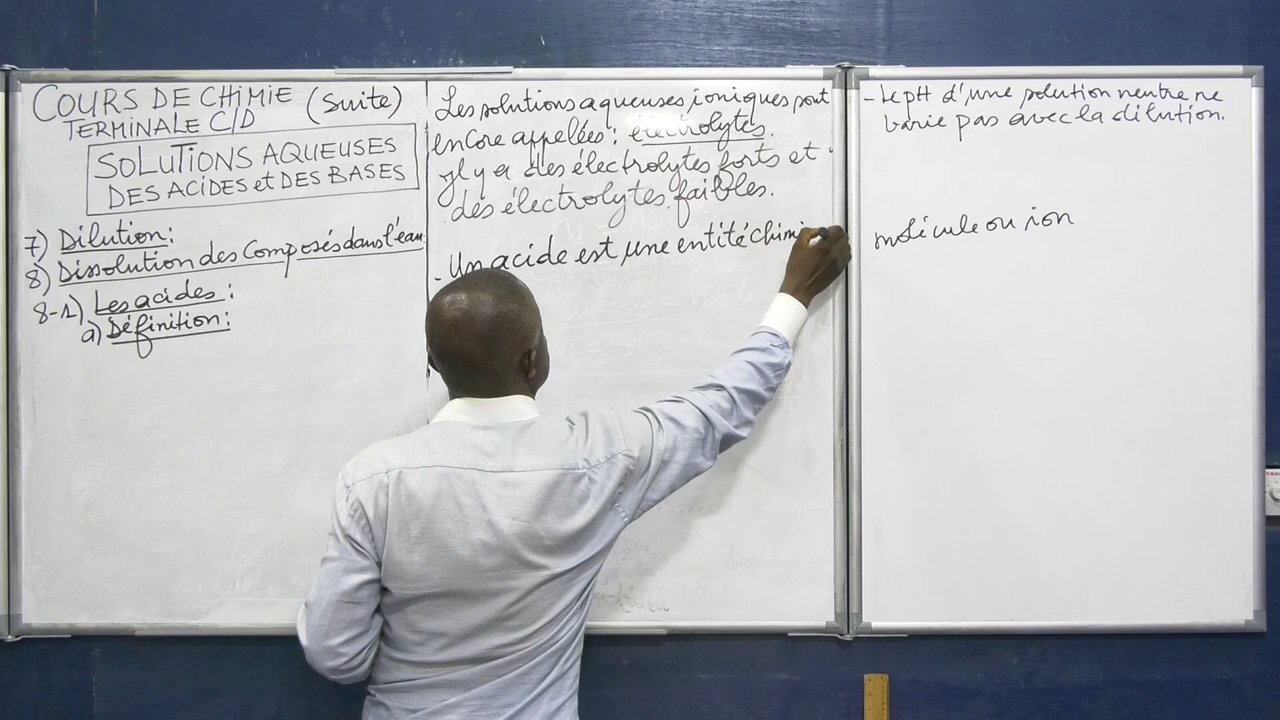 COURS DE CHIMIE (Suite)
TERMINALE C/D
SOLUTIONS AQUEUSES
DES ACIDES et DES BASES
7) Dilution:
8) Dissolution des Composés dans l'eau
8-1) Les acides:
a) Définition:
Les solutions aqueuses ioniques sont
encore appellées: électrolytes.
Il y a des électrolytes forts et
des électrolytes faibles.
- Un acide est une entité chimi
- Le pH d'une solution neutre ne
varie pas avec la dilution.
molécule ou ion